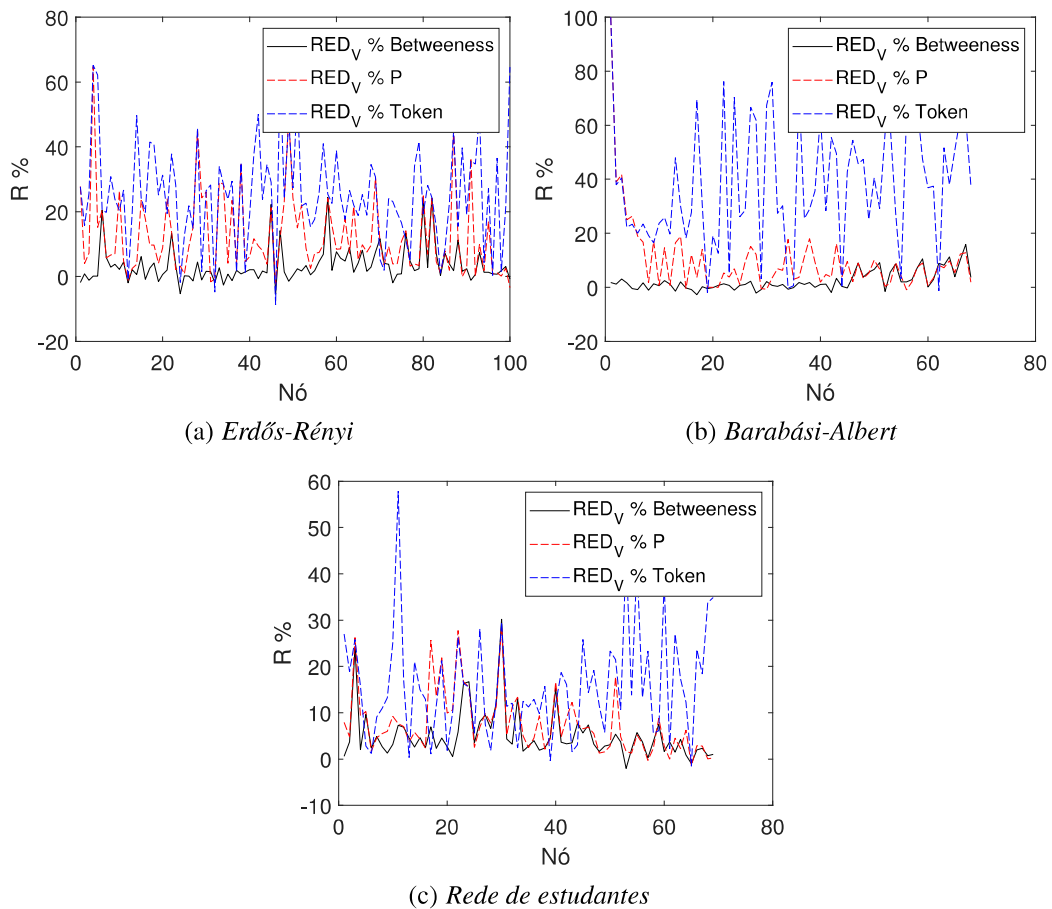 80
60
40
20
0
-20
R %
0
20
40
60
80
100
Nó
RED_V % Betweeness
RED_V % P
RED_V % Token
(a) Erdős-Rényi
100
80
60
40
20
0
-20
R %
0
20
40
60
80
Nó
RED_V % Betweeness
RED_V % P
RED_V % Token
(b) Barabási-Albert
60
50
40
30
20
10
0
-10
R %
0
20
40
60
80
Nó
RED_V % Betweeness
RED_V % P
RED_V % Token
(c) Rede de estudantes